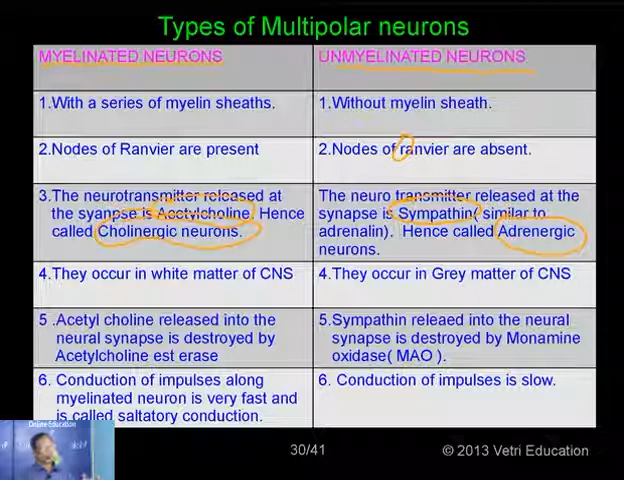 Types of Multipolar neurons
MYELINATED NEURONS
UNMYELINATED NEURONS
1.With a series of myelin sheaths.
1.Without myelin sheath.
2.Nodes of Ranvier are present
2.Nodes of ranvier are absent.
3.The neurotransmitter released at
the syanpse is Acetylcholine. Hence
called Cholinergic neurons.
The neuro transmitter released at the
synapse is Sympathin( similar to
adrenalin). Hence called Adrenergic
neurons.
4.They occur in white matter of CNS
4.They occur in Grey matter of CNS
5 .Acetyl choline released into the
neural synapse is destroyed by
Acetylcholine est erase
5.Sympathin releaed into the neural
synapse is destroyed by Monamine
oxidase( MAO ).
6. Conduction of impulses along
myelinated neuron is very fast and
is called saltatory conduction.
6. Conduction of impulses is slow.
Online Education
30/41
© 2013 Vetri Education